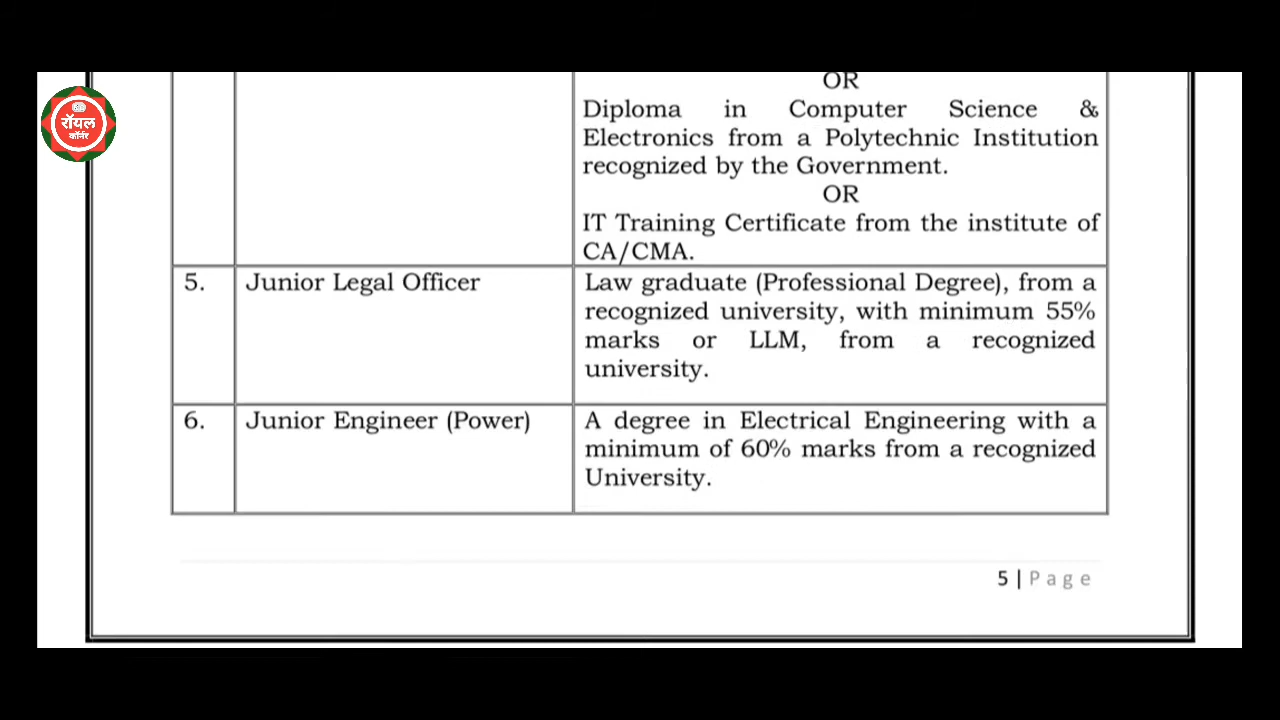 रॉयल
कॉर्नर
OR
Diploma in Computer Science &
Electronics from a Polytechnic Institution
recognized by the Government.
OR
IT Training Certificate from the institute of
CA/CMA.
5. Junior Legal Officer Law graduate (Professional Degree), from a
recognized university, with minimum 55%
marks or LLM, from a recognized
university.
6. Junior Engineer (Power) A degree in Electrical Engineering with a
minimum of 60% marks from a recognized
University.
5 | Page